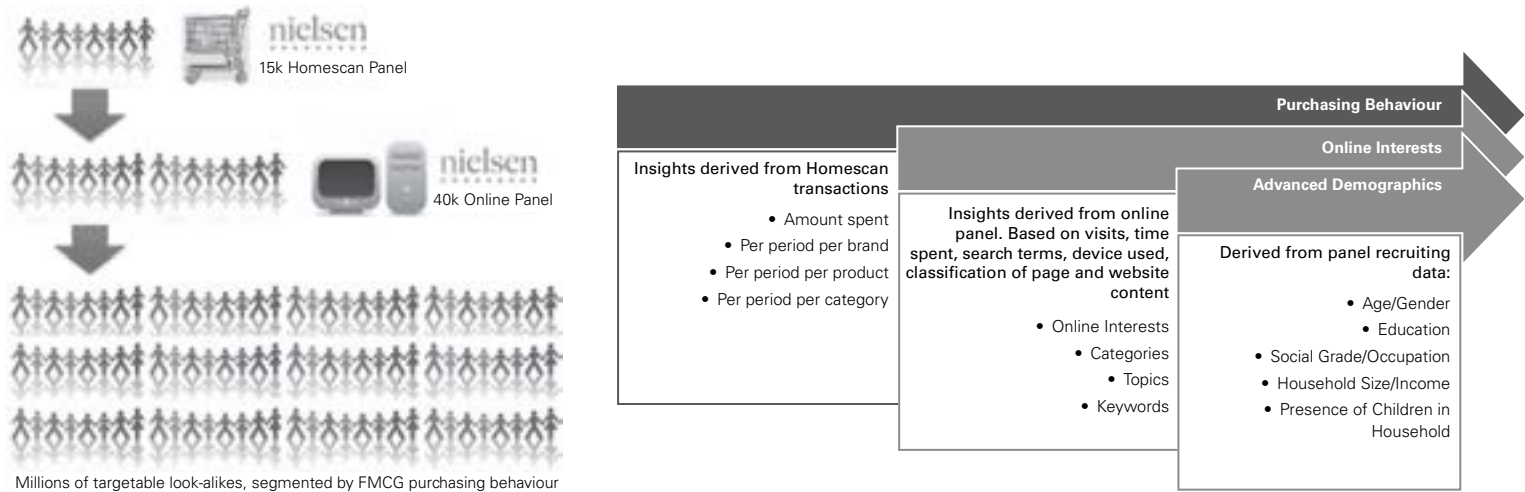 nielsen
15k Homescan Panel
nielsen
40k Online Panel
Millions of targetable look-alikes, segmented by FMCG purchasing behaviour
Purchasing Behaviour
Online Interests
Advanced Demographics
Insights derived from Homescan
transactions
• Amount spent
• Per period per brand
• Per period per product
• Per period per category
Insights derived from online
panel. Based on visits, time
spent, search terms, device used,
classification of page and website
content
• Online Interests
• Categories
• Topics
• Keywords
Derived from panel recruiting
data:
• Age/Gender
• Education
• Social Grade/Occupation
• Household Size/Income
• Presence of Children in
Household